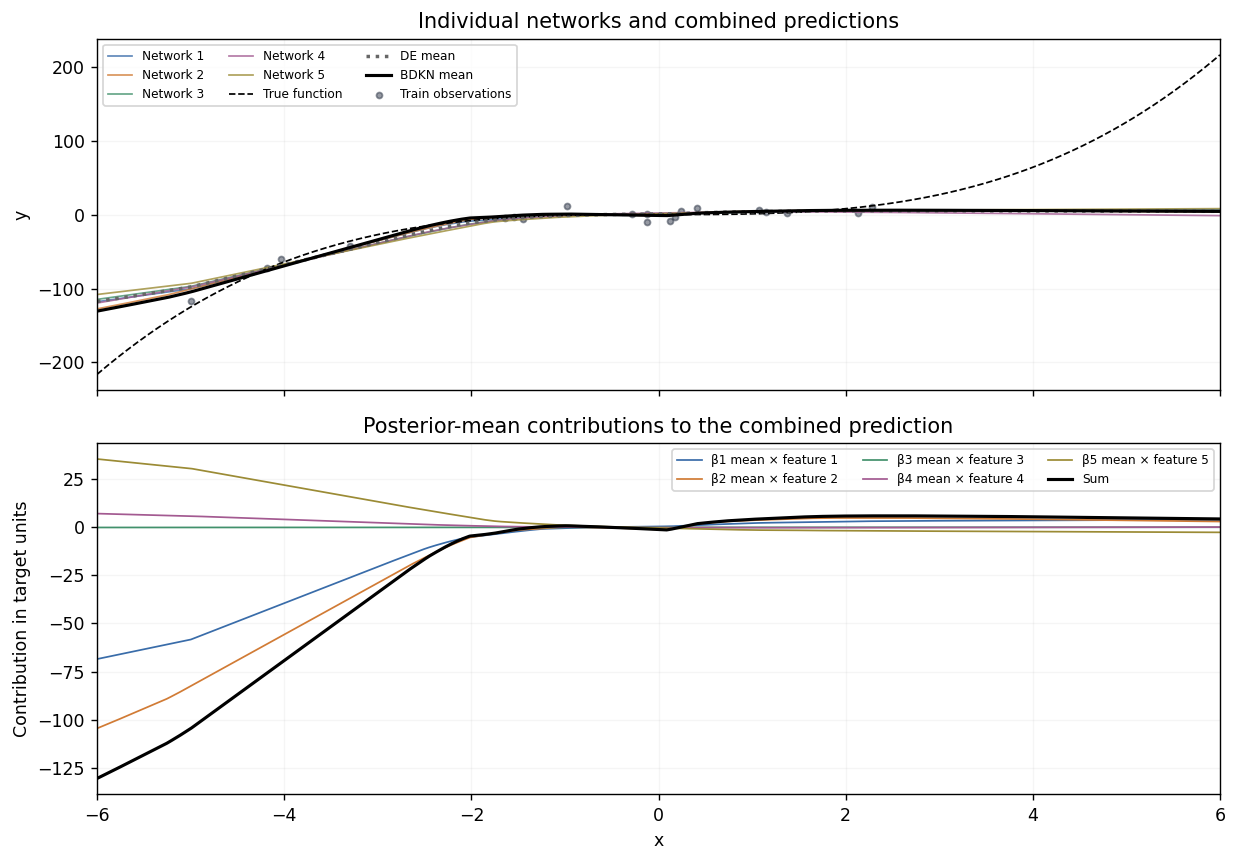 Individual networks and combined predictions
Network 1
Network 2
Network 3
Network 4
Network 5
True function
DE mean
BDKN mean
Train observations
200
100
0
−100
−200
y
Posterior-mean contributions to the combined prediction
β1 mean × feature 1
β2 mean × feature 2
β3 mean × feature 3
β4 mean × feature 4
β5 mean × feature 5
Sum
25
0
−25
−50
−75
−100
−125
Contribution in target units
−6
−4
−2
0
2
4
6
x